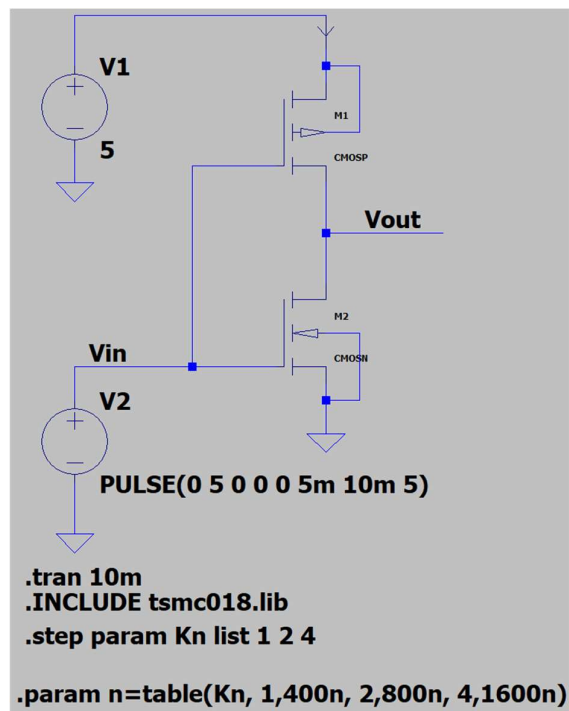 V1
M1
5
CMOSP
Vout
M2
Vin
CMOSN
V2
PULSE(0 5 0 0 0 5m 10m 5)
.tran 10m
.INCLUDE tsmc018.lib
.step param Kn list 1 2 4
.param n=table(Kn, 1,400n, 2,800n, 4,1600n)